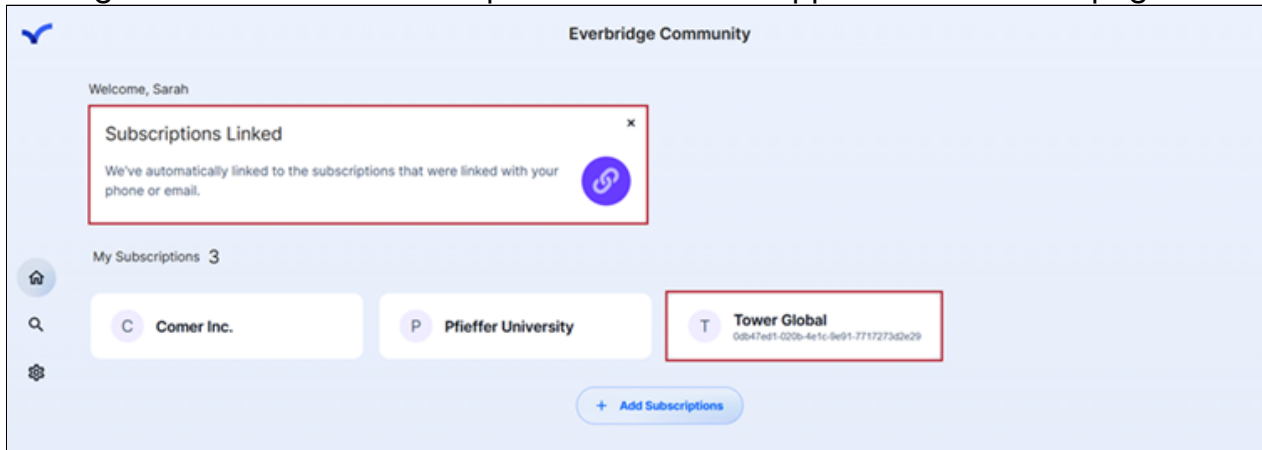 Everbridge Community
Welcome, Sarah
Subscriptions Linked
We've automatically linked to the subscriptions that were linked with your
phone or email.
My Subscriptions 3
C Comer Inc.
P Pfieffer University
T Tower Global
0db47ed1-020b-4e1c-9e91-7717273d2e29
+ Add Subscriptions